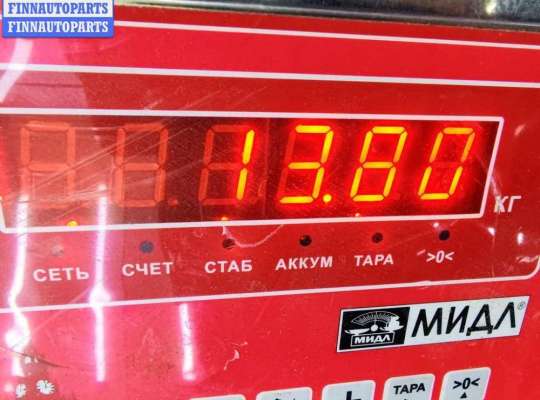 FINNAUTOPARTS
FINNAUTOPARTS
13.80
КГ
СЕТЬ СЧЕТ СТАБ АККУМ ТАРА >0<
МИДЛ МИДЛ®
ТАРА >0<